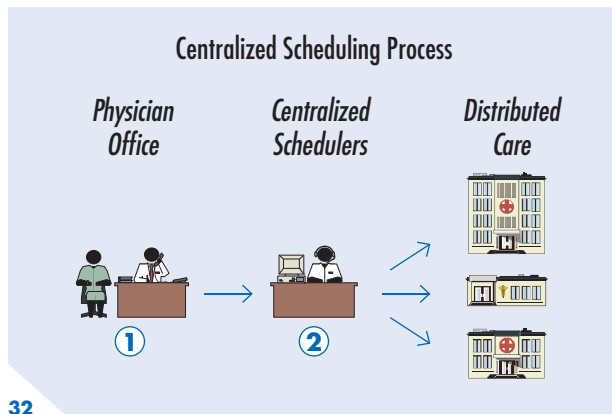 Centralized Scheduling Process
Physician
Office
Centralized
Schedulers
Distributed
Care
1
2
32